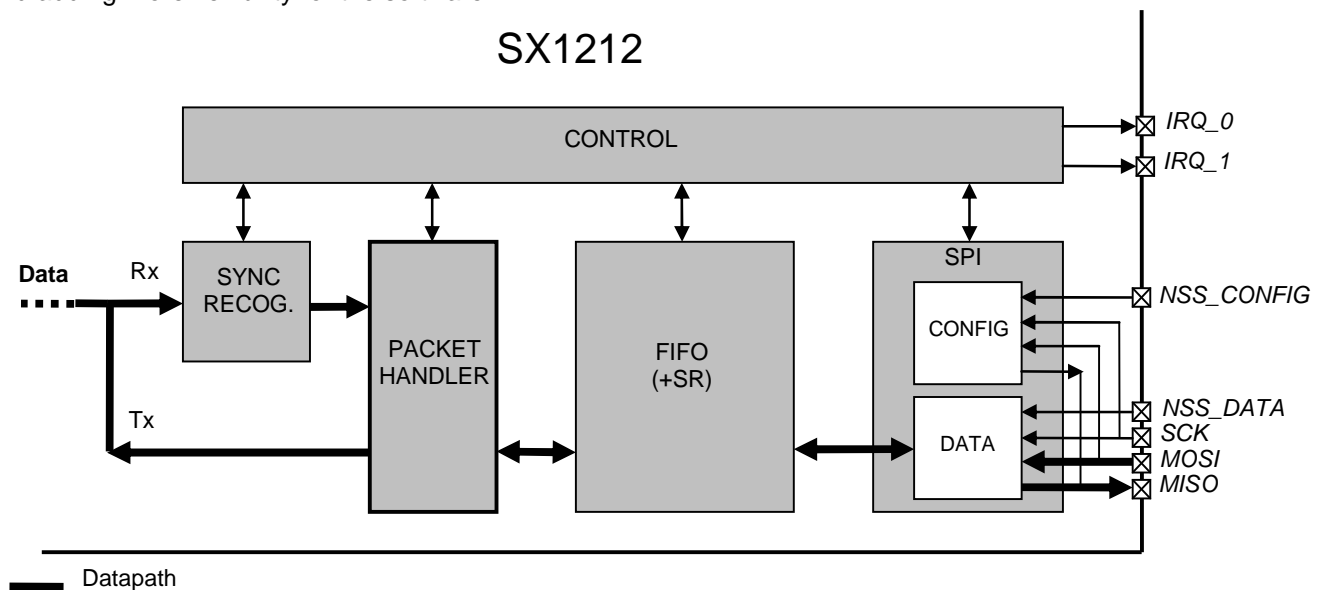 SX1212
CONTROL
IRQ_0
IRQ_1
SPI
Data
Rx
SYNC
RECOG.
NSS_CONFIG
CONFIG
PACKET
HANDLER
FIFO
(+SR)
Tx
NSS_DATA
DATA
SCK
MOSI
MISO
Datapath